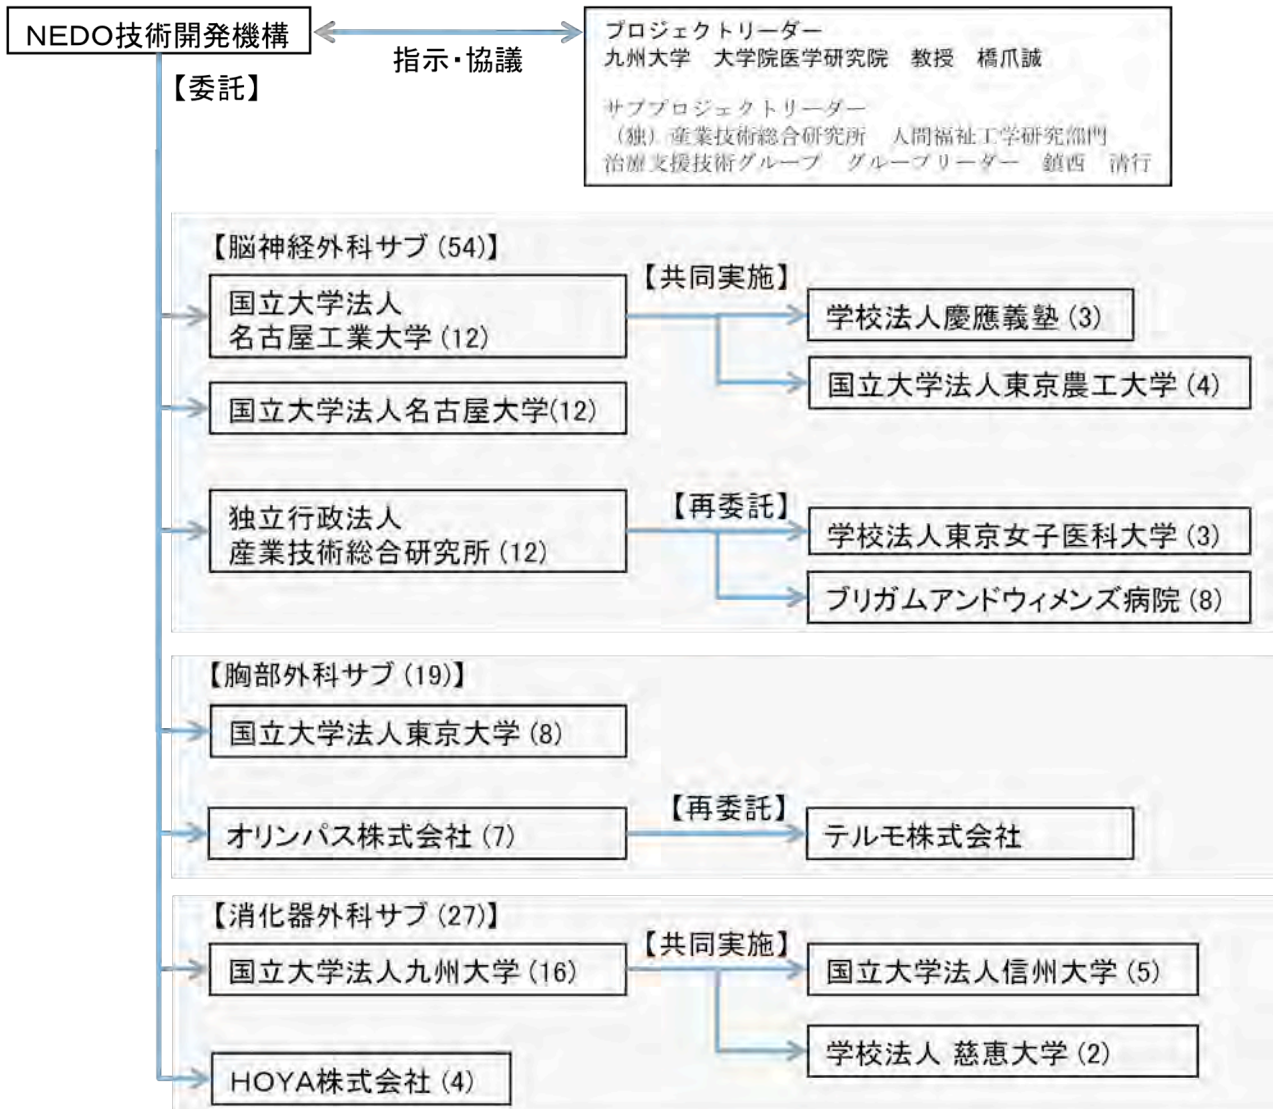 NEDO技術開発機構
指示・協議
【委託】
プロジェクトリーダー
九州大学 大学院医学研究院 教授 橋爪誠
サブプロジェクトリーダー
（独）産業技術総合研究所 人間福祉工学研究部門
治療支援技術グループ グループリーダー 鎮西 清行
【脳神経外科サブ(54)】
国立大学法人
名古屋工業大学(12)
【共同実施】
学校法人慶應義塾(3)
国立大学法人東京農工大学(4)
国立大学法人名古屋大学(12)
独立行政法人
産業技術総合研究所(12)
【再委託】
学校法人東京女子医科大学(3)
ブリガムアンドウィメンズ病院(8)
【胸部外科サブ(19)】
国立大学法人東京大学(8)
オリンパス株式会社(7)
【再委託】
テルモ株式会社
【消化器外科サブ(27)】
国立大学法人九州大学(16)
【共同実施】
国立大学法人信州大学(5)
学校法人 慈恵大学(2)
HOYA株式会社(4)